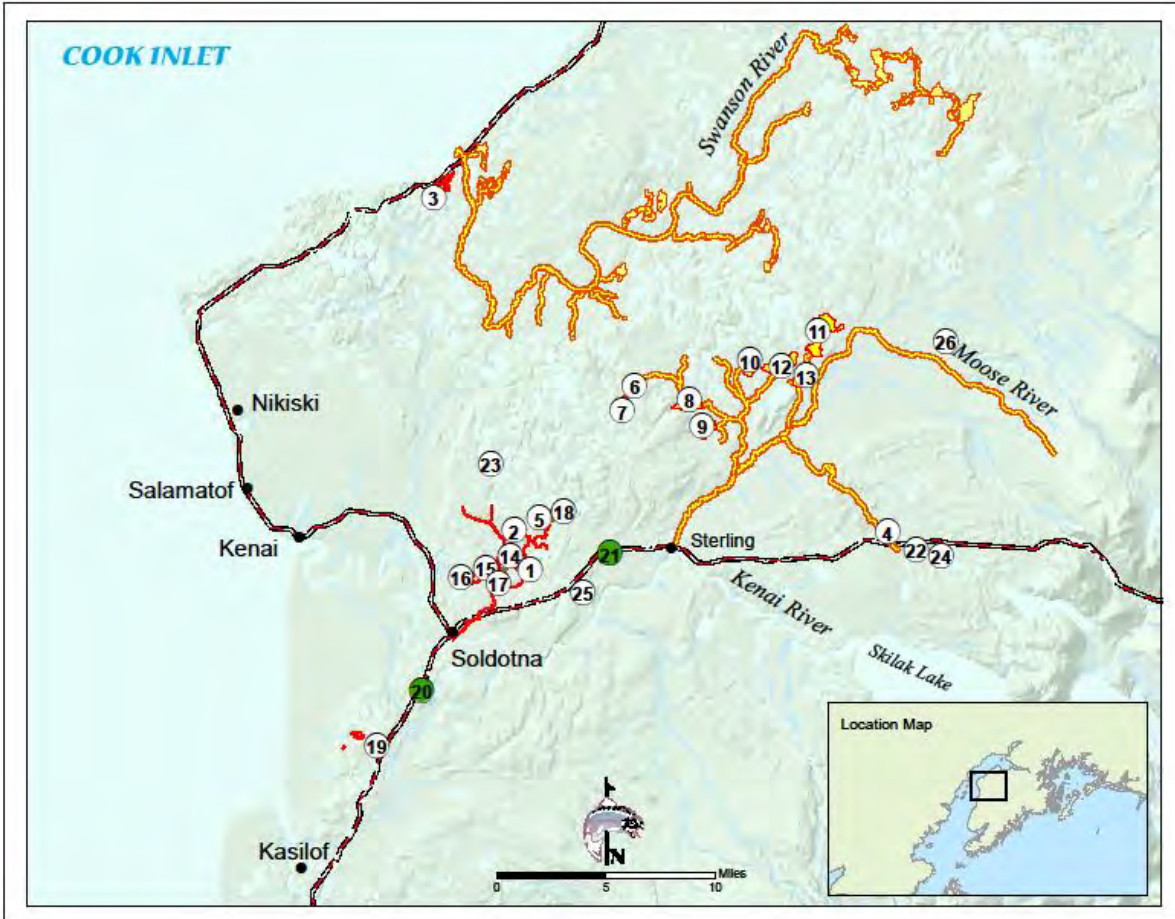 COOK INLET
Swanson River
3
11
26
Moose River
10
12
13
6
7
8
9
Nikiski
23
Salamatof
Kenai
18
5
2
14
15
16
17
1
21
Sterling
4
22
24
25
Kenai River
Skilak Lake
Soldotna
20
19
Kasilof
N
0
5
10
Miles
Location Map